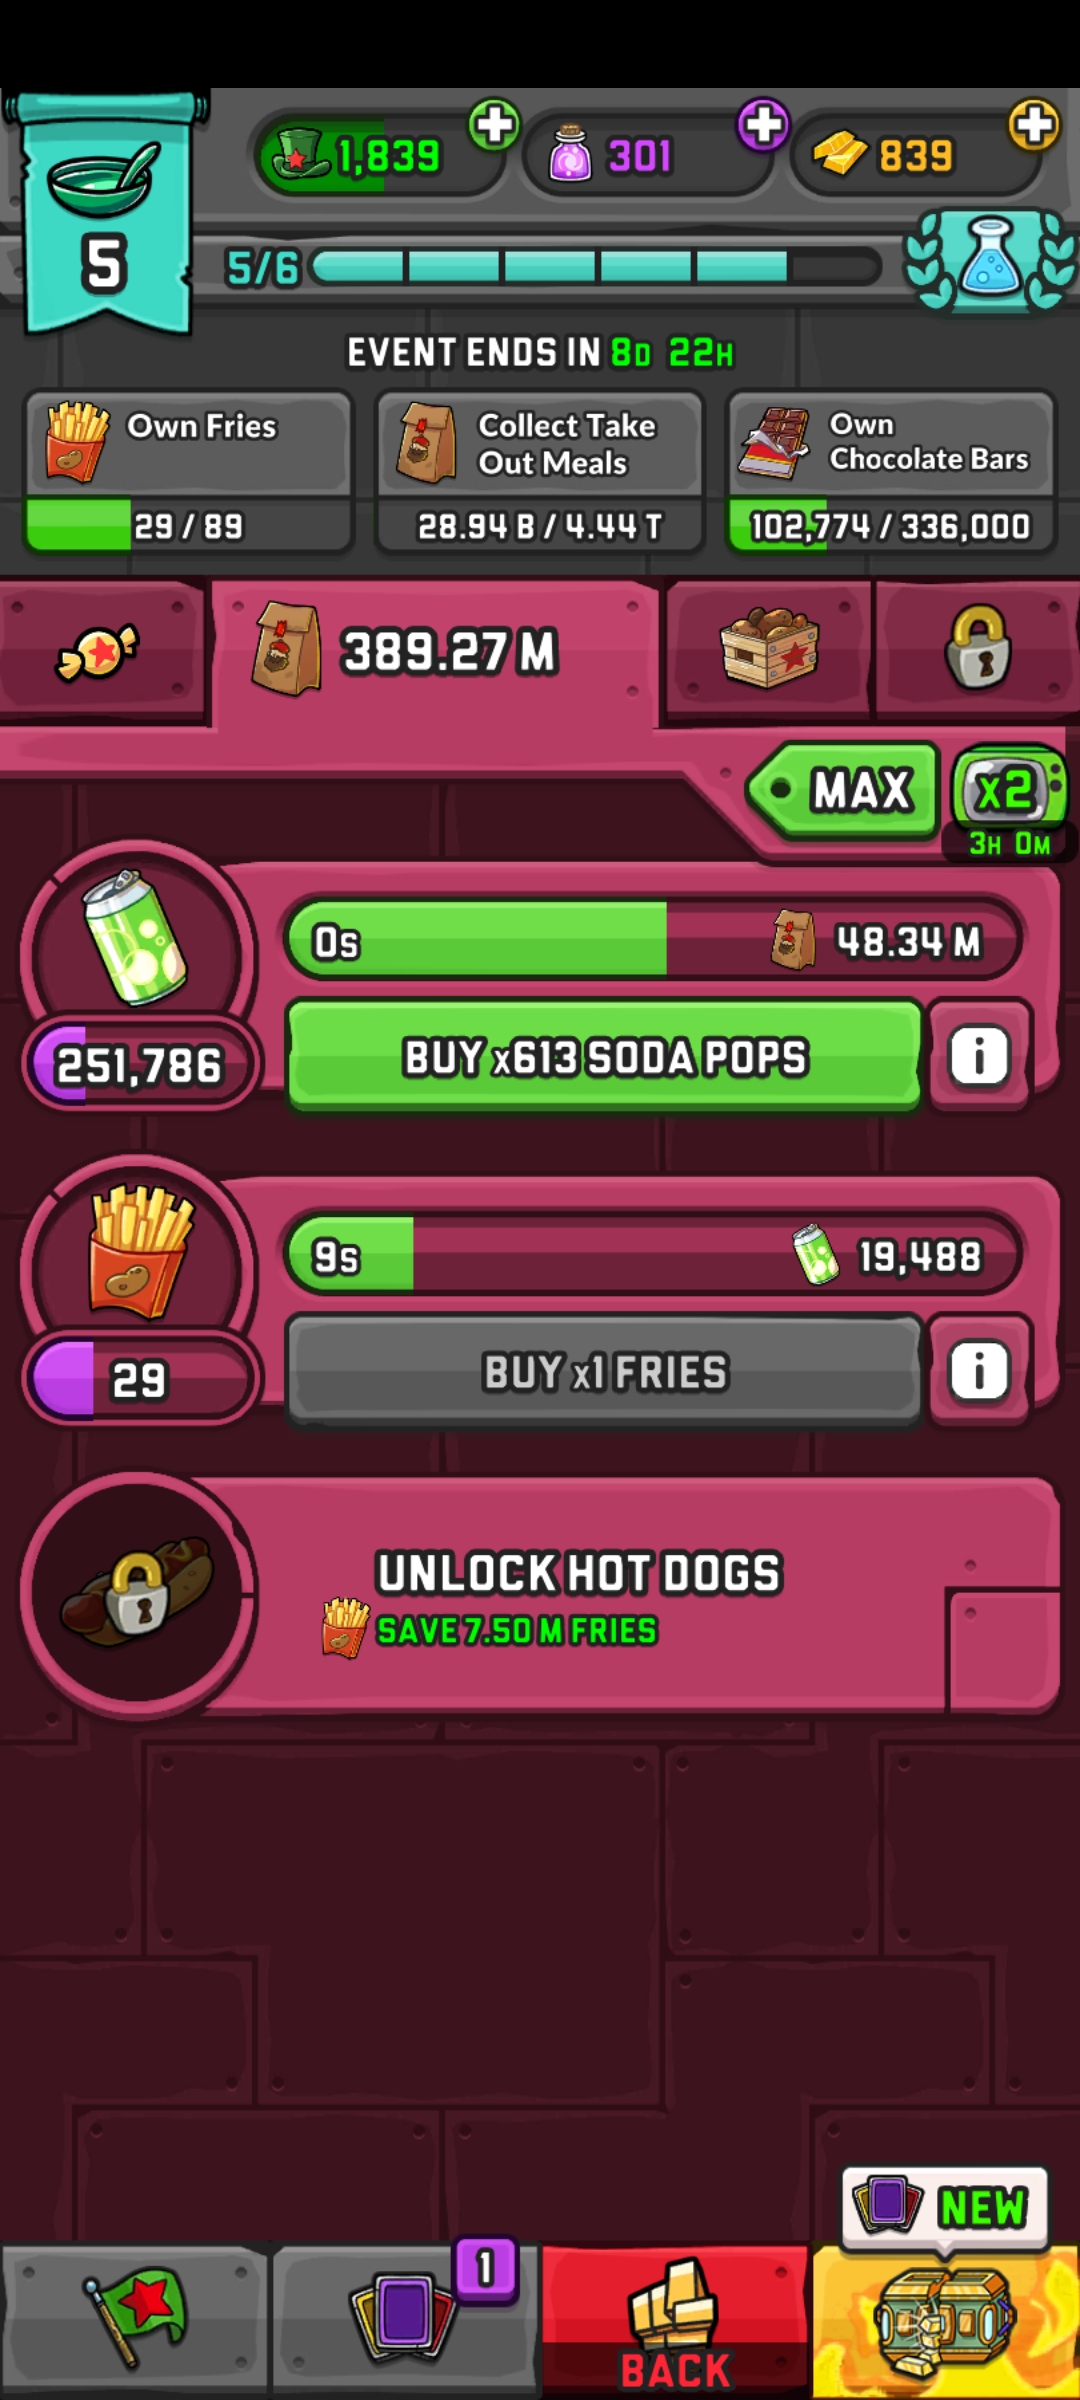 1,839
301
839
5
5/6
EVENT ENDS IN 8D 22H
Own Fries
29 / 89
Collect Take
Out Meals
28.94 B / 4.44 T
Own
Chocolate Bars
102,774 / 336,000
389.27 M
MAX
x2
3H 0M
0s
48.34 M
251,786
BUY x613 SODA POPS
i
9s
19,488
29
BUY x1 FRIES
i
UNLOCK HOT DOGS
SAVE 7.50 M FRIES
NEW
1
BACK